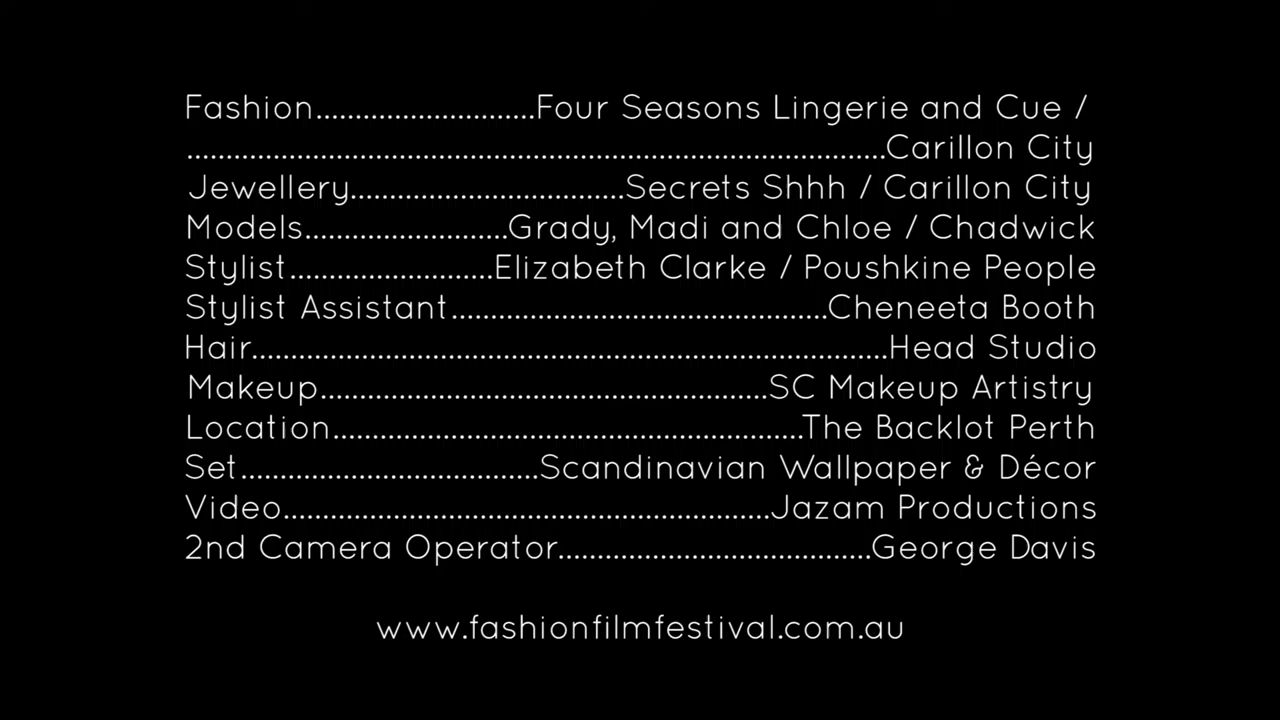 Fashion............................Four Seasons Lingerie and Cue /
.........................................................................................Carillon City
Jewellery...................................Secrets Shhh / Carillon City
Models..........................Grady, Madi and Chloe / Chadwick
Stylist..........................Elizabeth Clarke / Poushkine People
Stylist Assistant................................................Cheneeta Booth
Hair.................................................................................Head Studio
Makeup.........................................................SC Makeup Artistry
Location............................................................The Backlot Perth
Set......................................Scandinavian Wallpaper & Décor
Video..............................................................Jazam Productions
2nd Camera Operator........................................George Davis
www.fashionfilmfestival.com.au